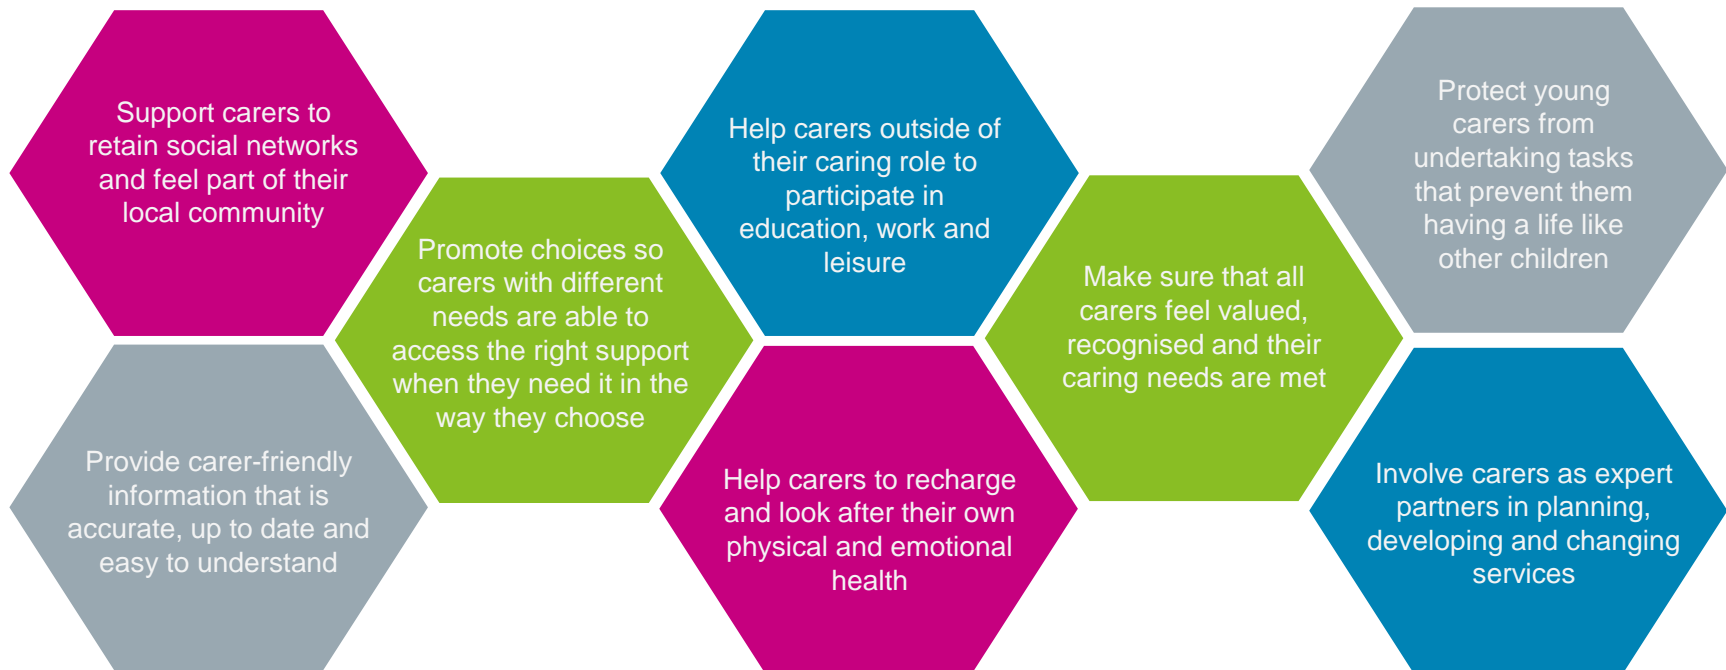 Support carers to
retain social networks
and feel part of their
local community
Provide carer-friendly
information that is
accurate, up to date and
easy to understand
Promote choices so
carers with different
needs are able to
access the right support
when they need it in the
way they choose
Help carers outside of
their caring role to
participate in
education, work and
leisure
Help carers to recharge
and look after their own
physical and emotional
health
Make sure that all
carers feel valued,
recognised and their
caring needs are met
Protect young
carers from
undertaking tasks
that prevent them
having a life like
other children
Involve carers as expert
partners in planning,
developing and changing
services